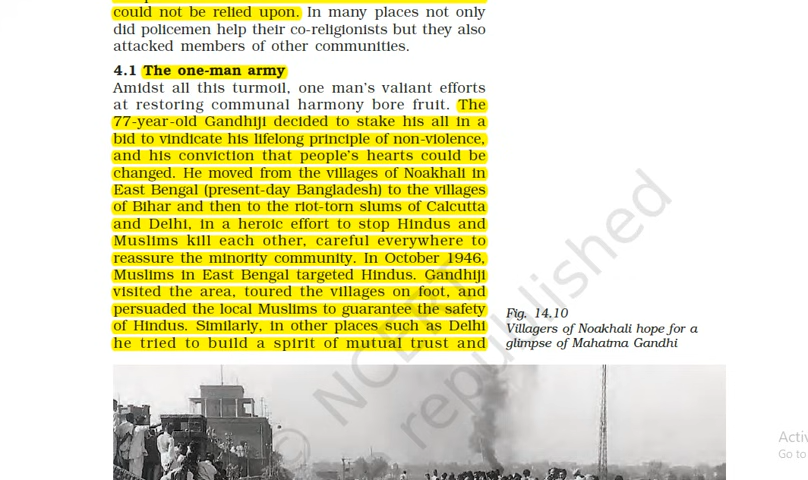 could not be relied upon. In many places not only
did policemen help their co-religionists but they also
attacked members of other communities.
4.1 The one-man army
Amidst all this turmoil, one man's valiant efforts
at restoring communal harmony bore fruit. The
77-year-old Gandhiji decided to stake his all in a
bid to vindicate his lifelong principle of non-violence,
and his conviction that people's hearts could be
changed. He moved from the villages of Noakhali in
East Bengal (present-day Bangladesh) to the villages
of Bihar and then to the riot-torn slums of Calcutta
and Delhi, in a heroic effort to stop Hindus and
Muslims kill each other, careful everywhere to
reassure the minority community. In October 1946,
Muslims in East Bengal targeted Hindus. Gandhiji
visited the area, toured the villages on foot, and
persuaded the local Muslims to guarantee the safety
of Hindus. Similarly, in other places such as Delhi
he tried to build a spirit of mutual trust and
Fig. 14.10
Villagers of Noakhali hope for a
glimpse of Mahatma Gandhi
© NCERT
republished
Activ
Go to